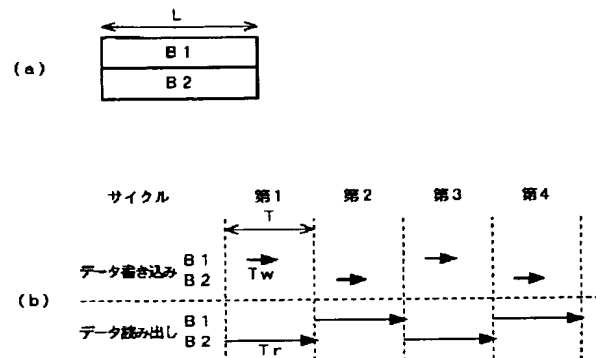 L
(a)
B1
B2
サイクル 第1 第2 第3 第4
T
データ書き込み B1
B2
Tw
(b)
データ読み出し B1
B2
Tr